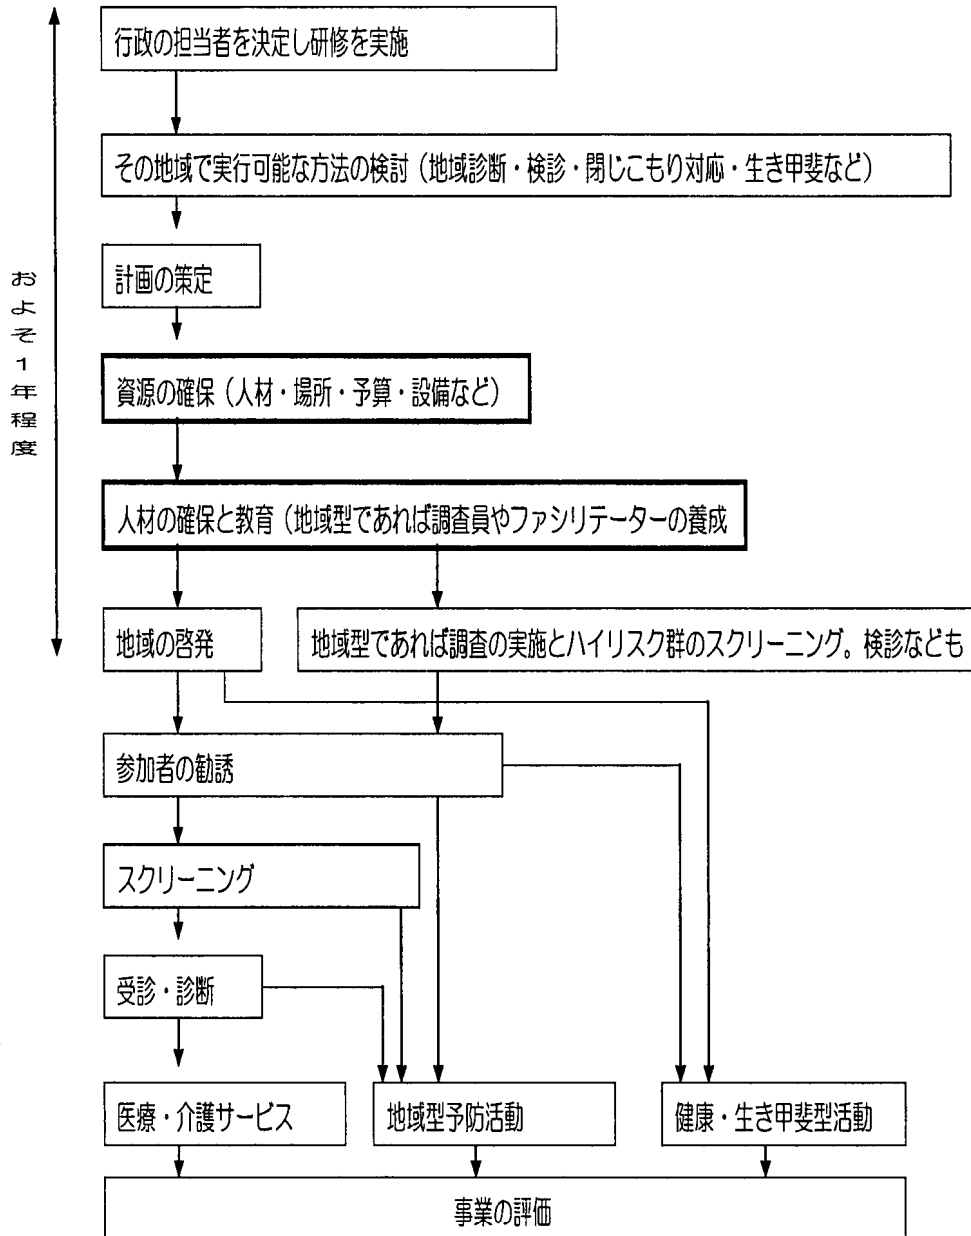 行政の担当者を決定し研修を実施
その地域で実行可能な方法の検討（地域診断・検診・閉じこもり対応・生き甲斐など）
計画の策定
およそ1年程度
資源の確保（人材・場所・予算・設備など）
人材の確保と教育（地域型であれば調査員やファシリテーターの養成
地域の啓発
地域型であれば調査の実施とハイリスク群のスクリーニング。検診なども
参加者の勧誘
スクリーニング
受診・診断
医療・介護サービス
地域型予防活動
健康・生き甲斐型活動
事業の評価